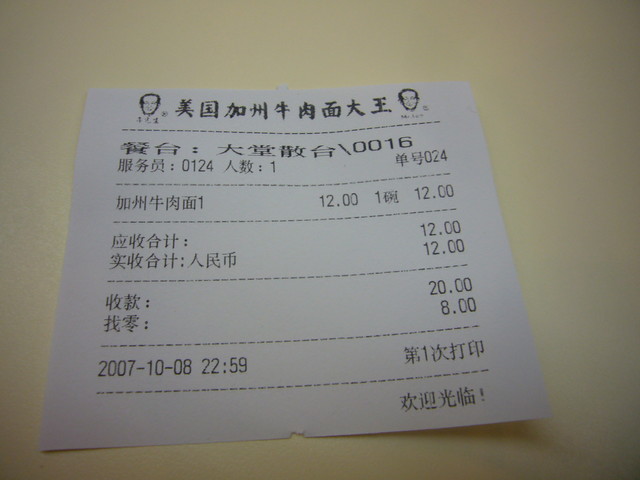 美国加州牛肉面大王
餐台：大堂散台\0016
服务员：0124 人数：1 单号024
加州牛肉面1 12.00 1碗 12.00
应收合计： 12.00
实收合计:人民币 12.00
收款： 20.00
找零： 8.00
2007-10-08 22:59 第1次打印
欢迎光临！